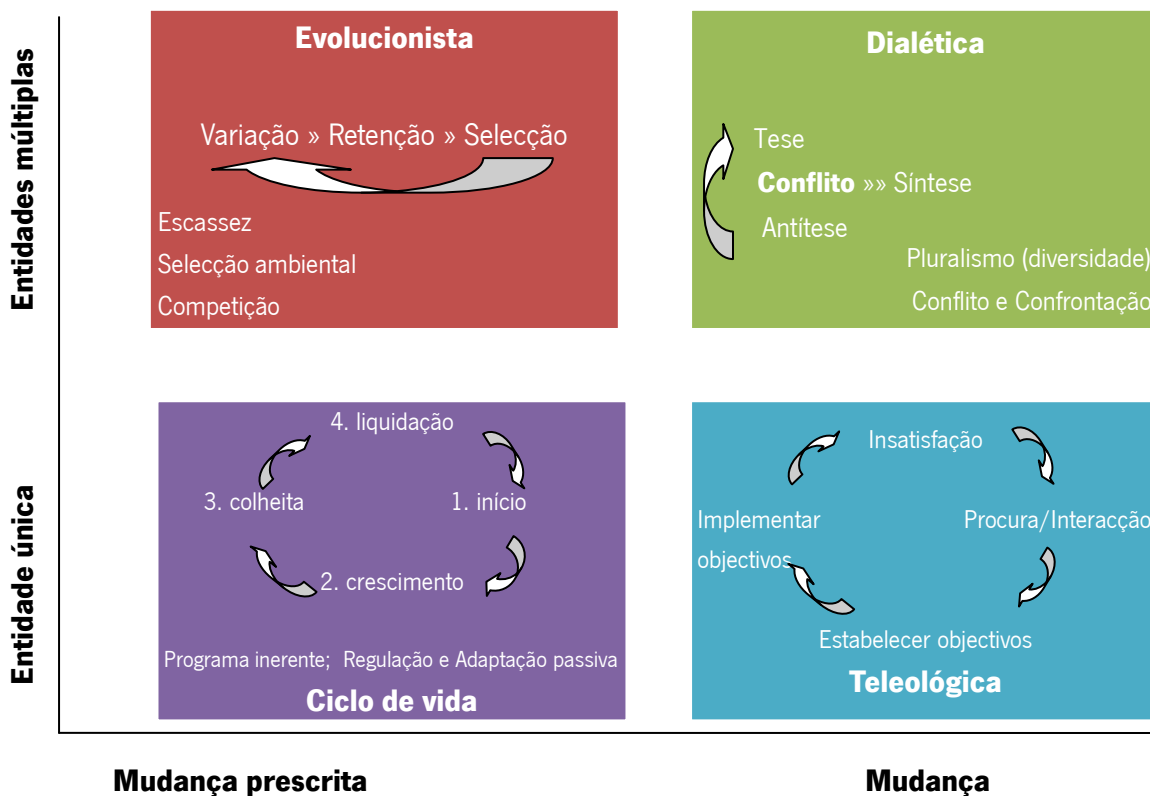 Entidades múltiplas
Evolucionista
Variação » Retenção » Selecção
Escassez
Selecção ambiental
Competição
Dialética
Tese
Conflito »» Síntese
Antítese
Pluralismo (diversidade)
Conflito e Confrontação
Entidade única
4. liquidação
3. colheita
1. início
2. crescimento
Programa inerente; Regulação e Adaptação passiva
Ciclo de vida
Insatisfação
Implementar
objectivos
Procura/Interacção
Estabelecer objectivos
Teleológica
Mudança prescrita
Mudança